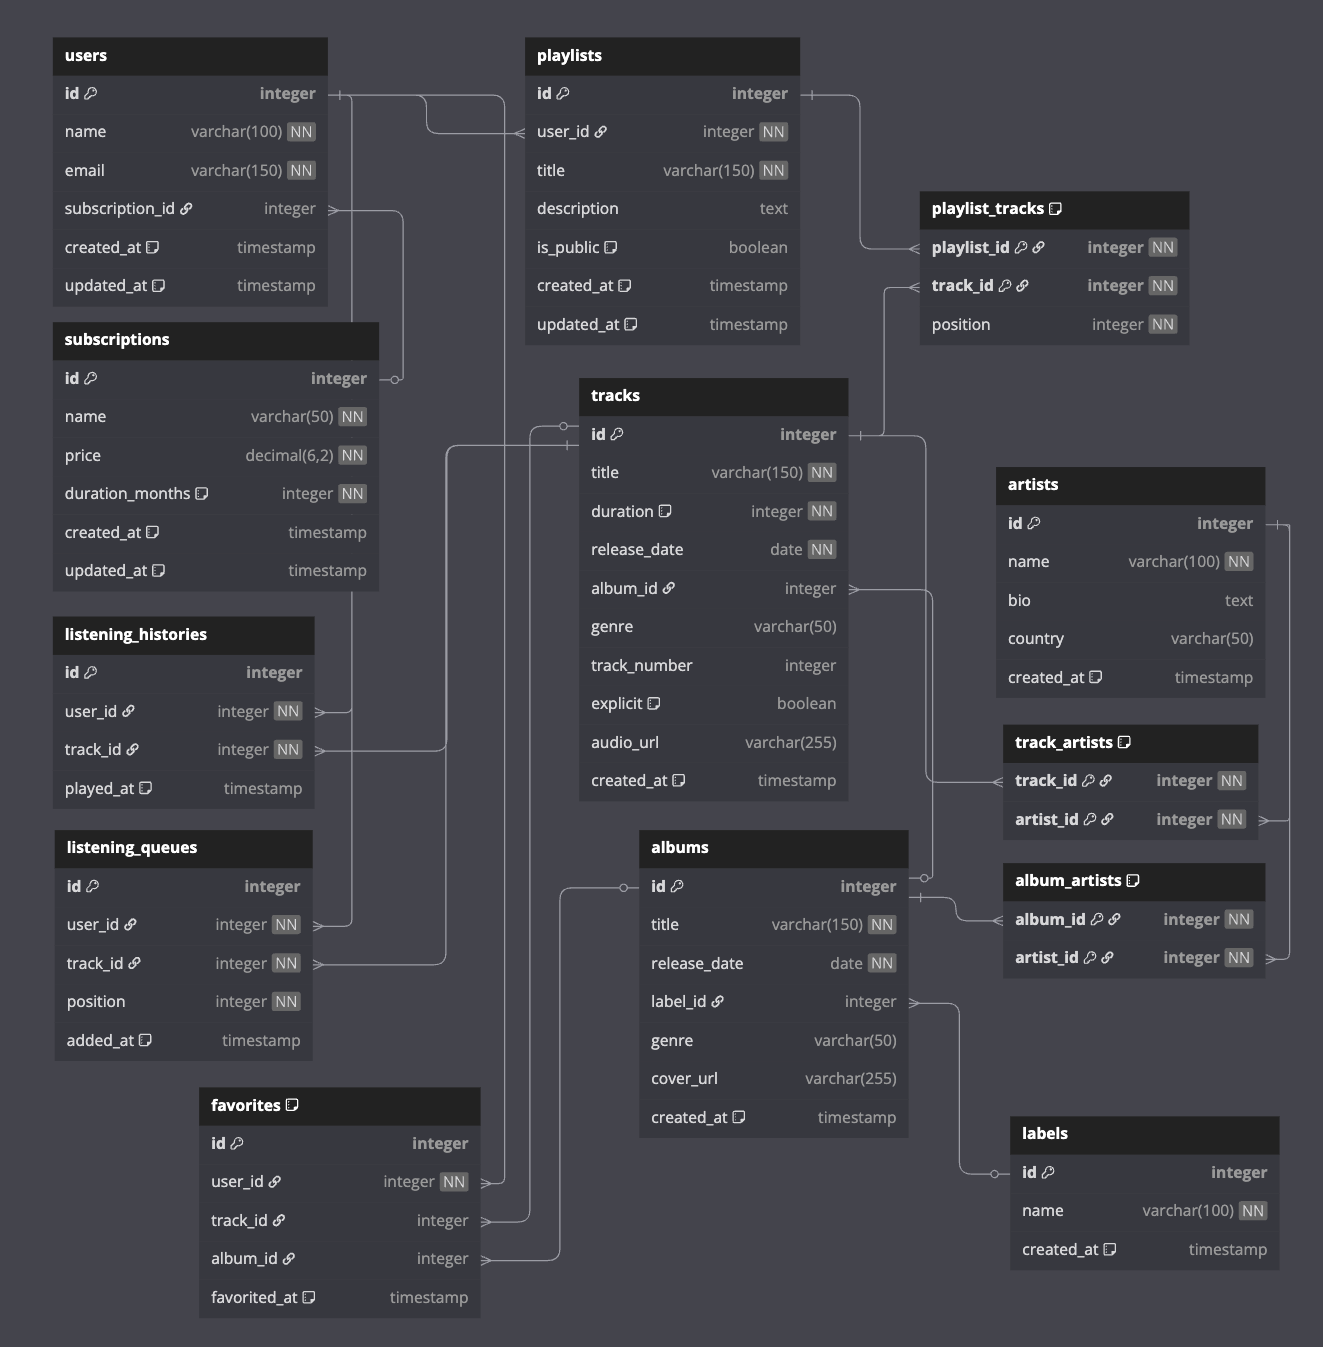 users
id integer
name varchar(100) NN
email varchar(150) NN
subscription_id integer
created_at timestamp
updated_at timestamp
subscriptions
id integer
name varchar(50) NN
price decimal(6,2) NN
duration_months integer NN
created_at timestamp
updated_at timestamp
listening_histories
id integer
user_id integer NN
track_id integer NN
played_at timestamp
listening_queues
id integer
user_id integer NN
track_id integer NN
position integer NN
added_at timestamp
favorites
id integer
user_id integer NN
track_id integer
album_id integer
favorited_at timestamp
playlists
id integer
user_id integer NN
title varchar(150) NN
description text
is_public boolean
created_at timestamp
updated_at timestamp
tracks
id integer
title varchar(150) NN
duration integer NN
release_date date NN
album_id integer
genre varchar(50)
track_number integer
explicit boolean
audio_url varchar(255)
created_at timestamp
albums
id integer
title varchar(150) NN
release_date date NN
label_id integer
genre varchar(50)
cover_url varchar(255)
created_at timestamp
playlist_tracks
playlist_id integer NN
track_id integer NN
position integer NN
artists
id integer
name varchar(100) NN
bio text
country varchar(50)
created_at timestamp
track_artists
track_id integer NN
artist_id integer NN
album_artists
album_id integer NN
artist_id integer NN
labels
id integer
name varchar(100) NN
created_at timestamp